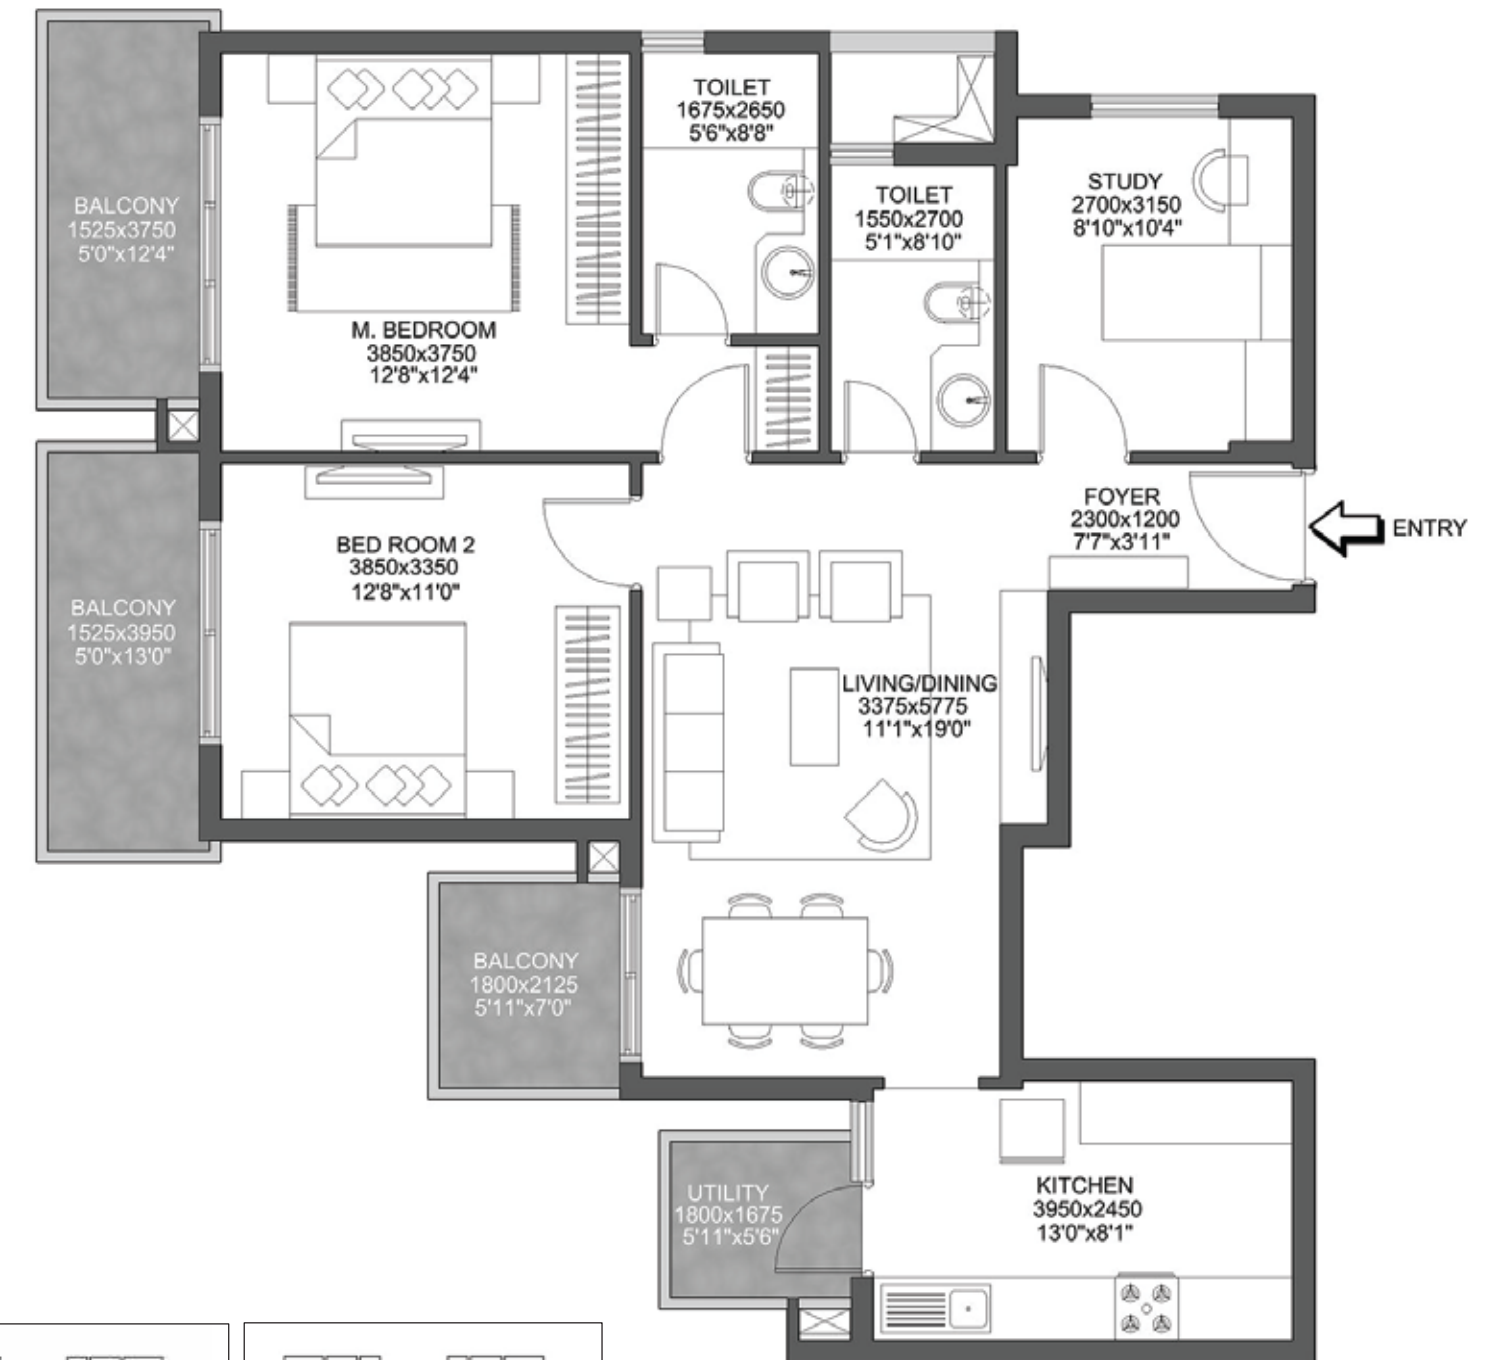 TOILET
1675x2650
5'6"x8'8"
BALCONY
1525x3750
5'0"x12'4"
M. BEDROOM
3850x3750
12'8"x12'4"
TOILET
1550x2700
5'1"x8'10"
STUDY
2700x3150
8'10"x10'4"
FOYER
2300x1200
7'7"x3'11"
ENTRY
BED ROOM 2
3850x3350
12'8"x11'0"
BALCONY
1525x3950
5'0"x13'0"
LIVING/DINING
3375x5775
11'1"x19'0"
BALCONY
1800x2125
5'11"x7'0"
UTILITY
1800x1675
5'11"x5'6"
KITCHEN
3950x2450
13'0"x8'1"